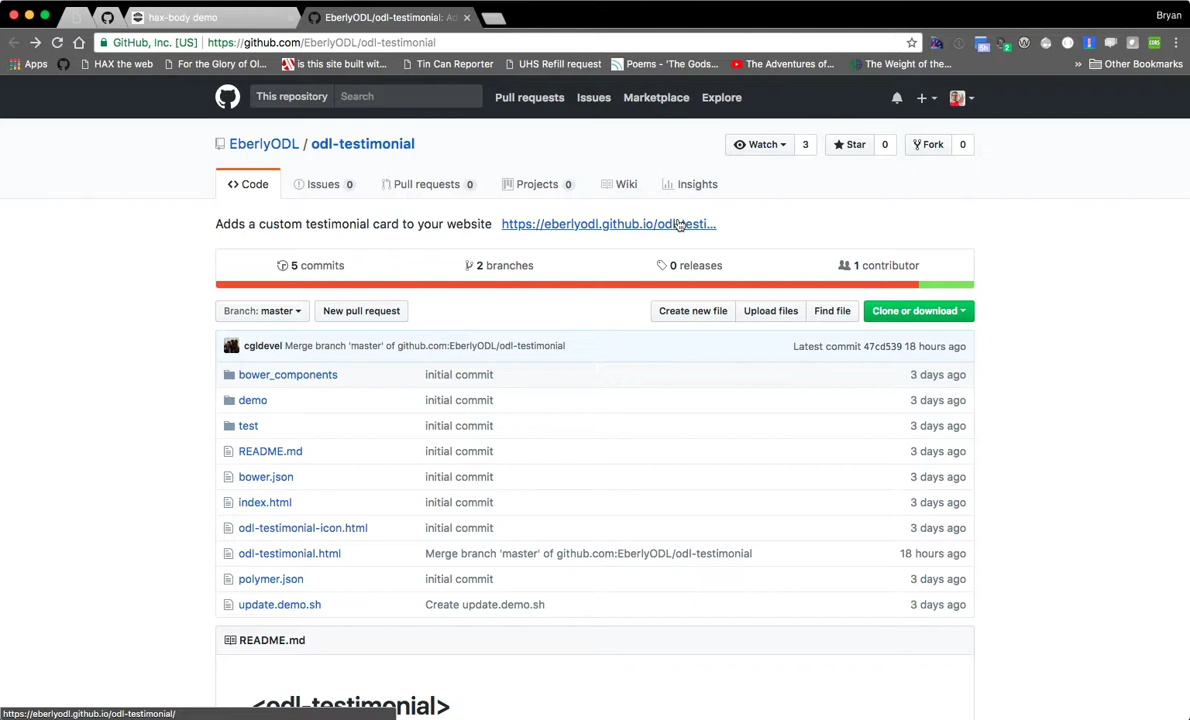 hax-body demo
EberlyODL/odl-testimonial: Ad
Bryan
GitHub, Inc. [US] | https://github.com/EberlyODL/odl-testimonial
Apps HAX the web For the Glory of Ol... is this site built wit... Tin Can Reporter UHS Refill request Poems - 'The Gods... The Adventures of... The Weight of the... » Other Bookmarks
This repository Search Pull requests Issues Marketplace Explore
EberlyODL / odl-testimonial
Watch 3 Star 0 Fork 0
Code Issues 0 Pull requests 0 Projects 0 Wiki Insights
Adds a custom testimonial card to your website https://eberlyodl.github.io/odl-testi...
5 commits 2 branches 0 releases 1 contributor
Branch: master New pull request Create new file Upload files Find file Clone or download
cgldevel Merge branch 'master' of github.com:EberlyODL/odl-testimonial Latest commit 47cd539 18 hours ago
bower_components initial commit 3 days ago
demo initial commit 3 days ago
test initial commit 3 days ago
README.md initial commit 3 days ago
bower.json initial commit 3 days ago
index.html initial commit 3 days ago
odl-testimonial-icon.html initial commit 3 days ago
odl-testimonial.html Merge branch 'master' of github.com:EberlyODL/odl-testimonial 18 hours ago
polymer.json initial commit 3 days ago
update.demo.sh Create update.demo.sh 3 days ago
README.md
<odl-testimonial>
https://eberlyodl.github.io/odl-testimonial/